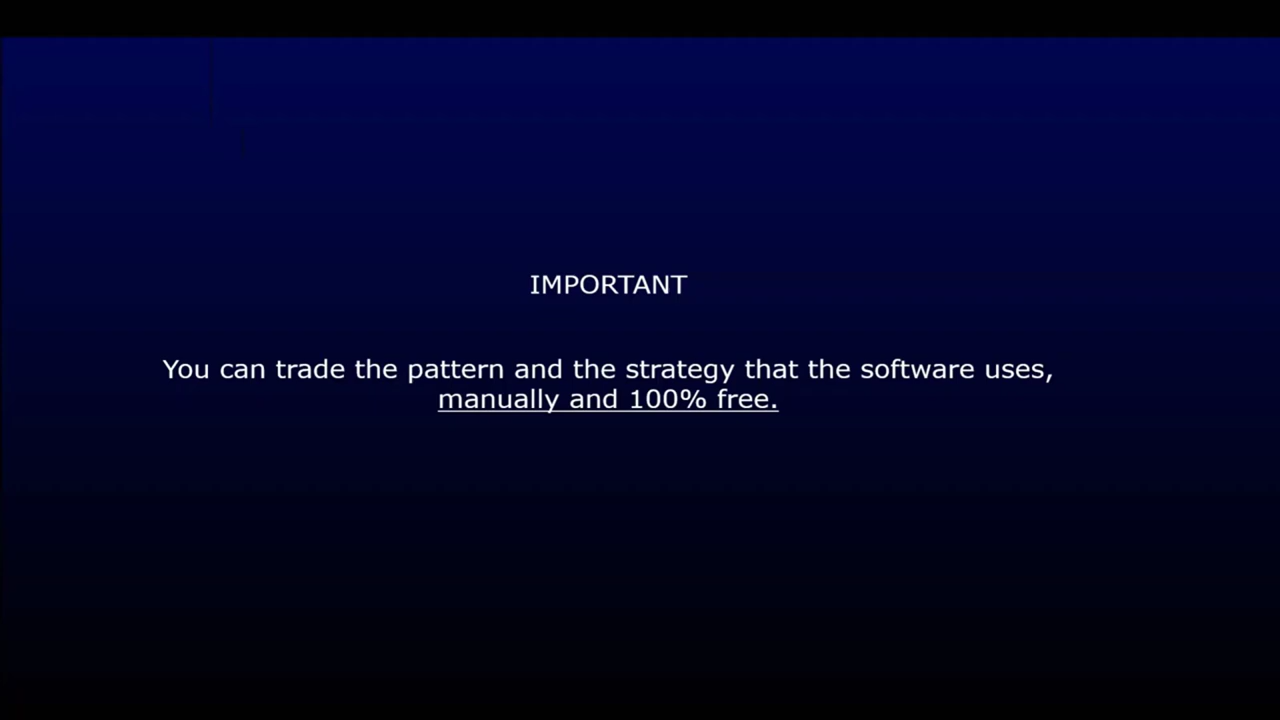 IMPORTANT
You can trade the pattern and the strategy that the software uses,
manually and 100% free.